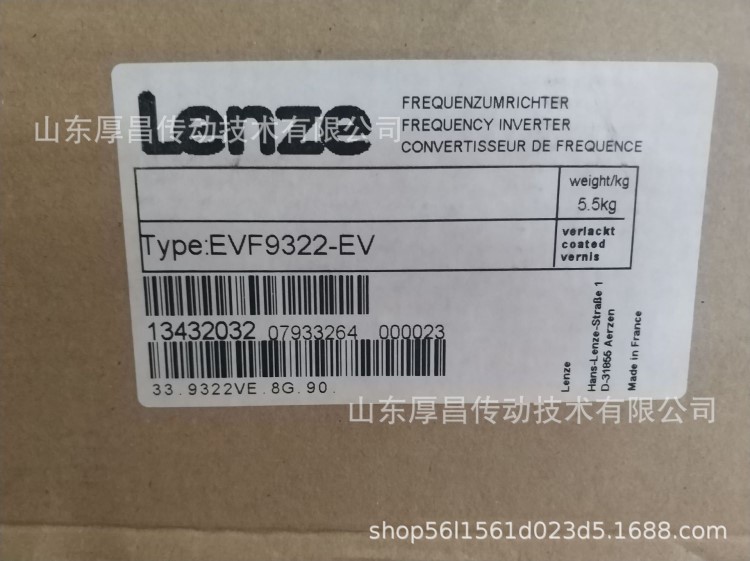 Lenze
FREQUENZUMRICHTER
FREQUENCY INVERTER
CONVERTISSEUR DE FREQUENCE
山东厚昌传动技术有限公司
weight/kg
5.5kg
Type:EVF9322-EV
verlackt
coated
vernis
13432032 07933264 000023
33.9322VE.8G.90.
Lenze
Hans-Lenze-Straße 1
D-31855 Aerzen
Made in France
山东厚昌传动技术有限公司
shop56l1561d023d5.1688.com